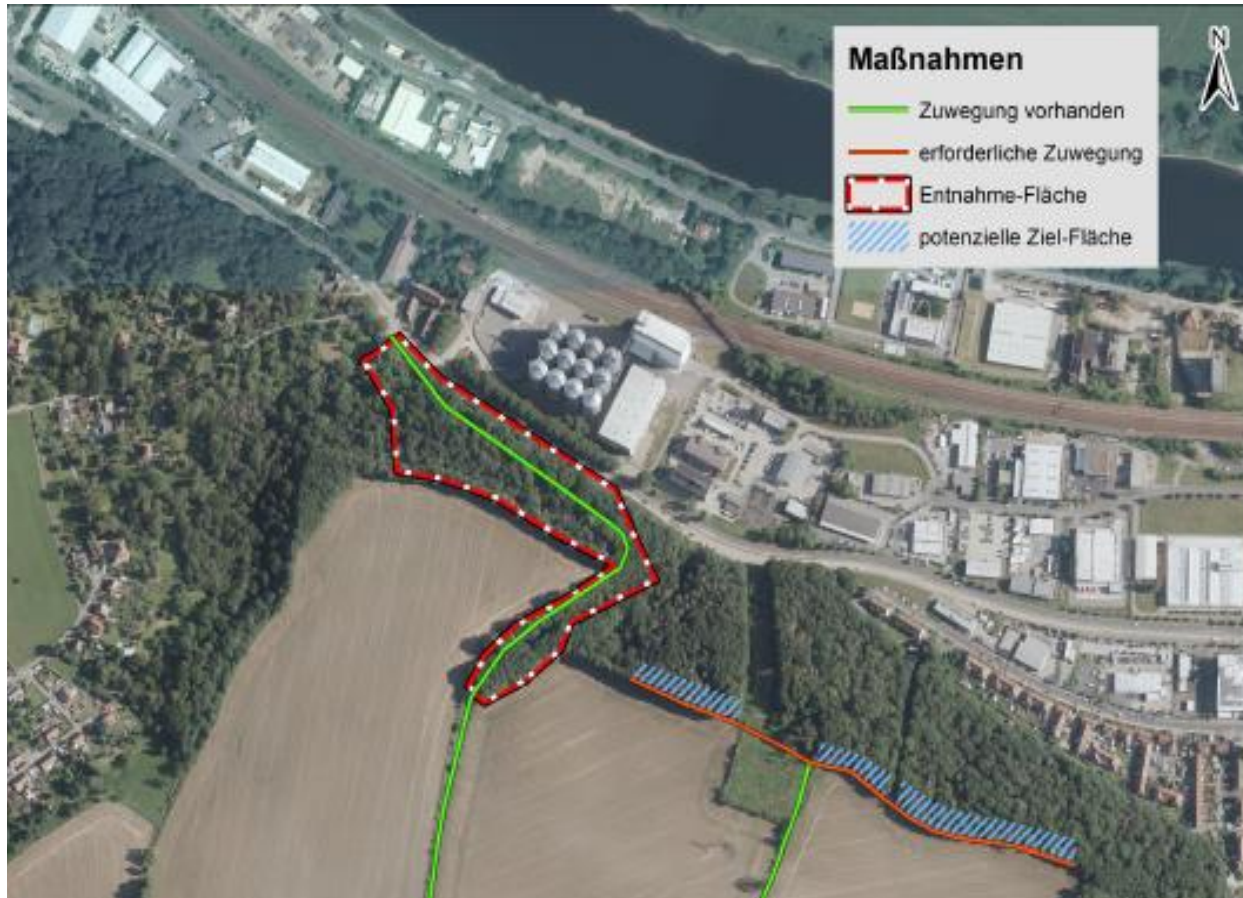 N
Maßnahmen
Zuwegung vorhanden
erforderliche Zuwegung
Entnahme-Fläche
potenzielle Ziel-Fläche